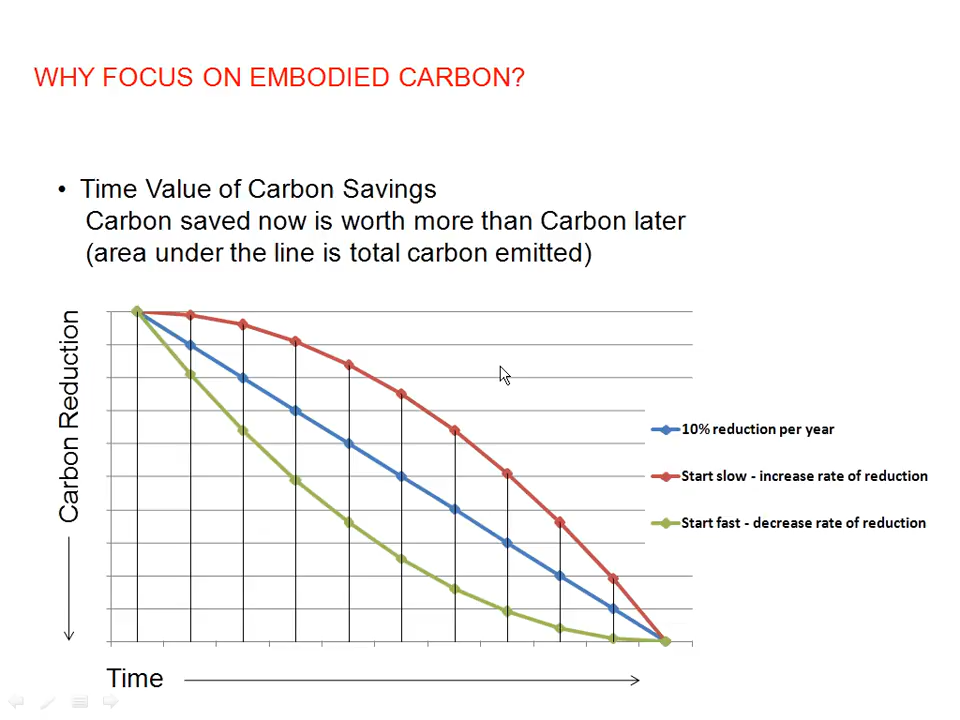 WHY FOCUS ON EMBODIED CARBON?
• Time Value of Carbon Savings
Carbon saved now is worth more than Carbon later
(area under the line is total carbon emitted)
Carbon Reduction
10% reduction per year
Start slow - increase rate of reduction
Start fast - decrease rate of reduction
Time